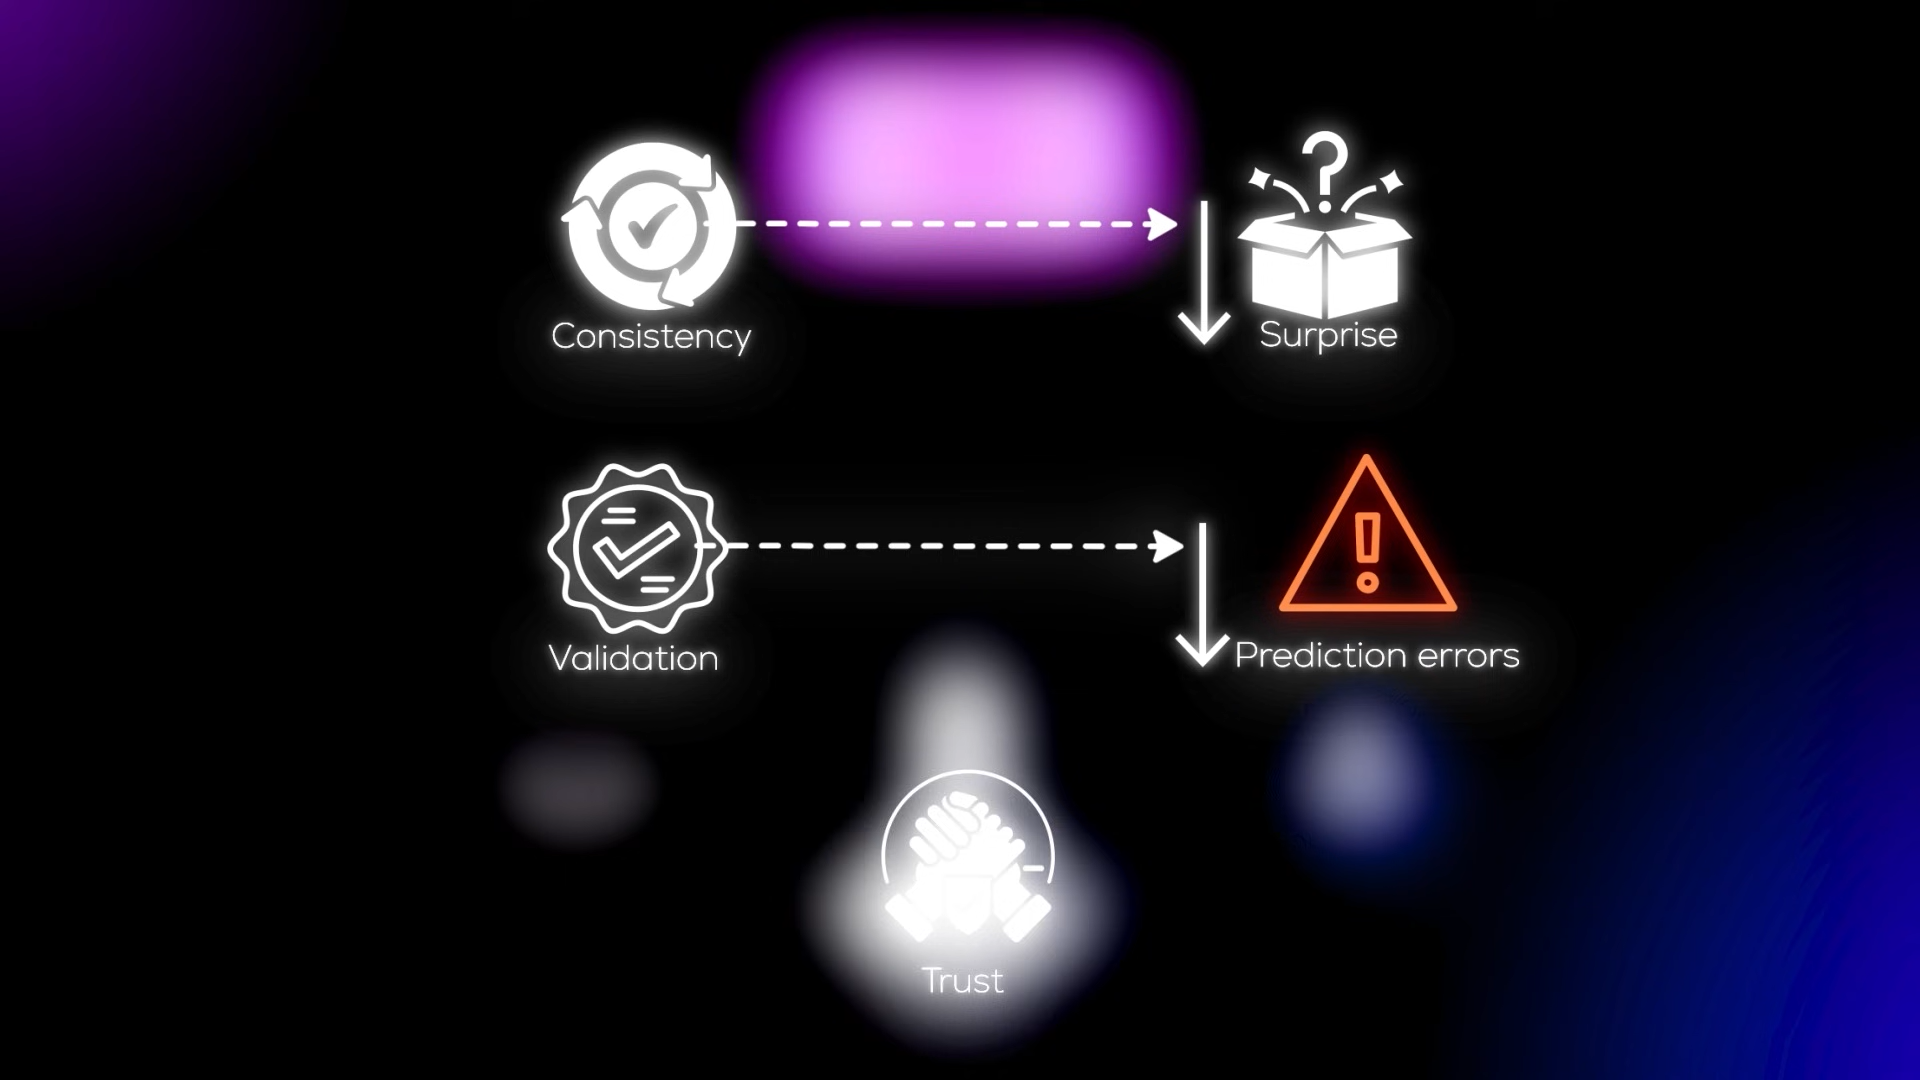 Consistency
Surprise
Validation
Prediction errors
Trust